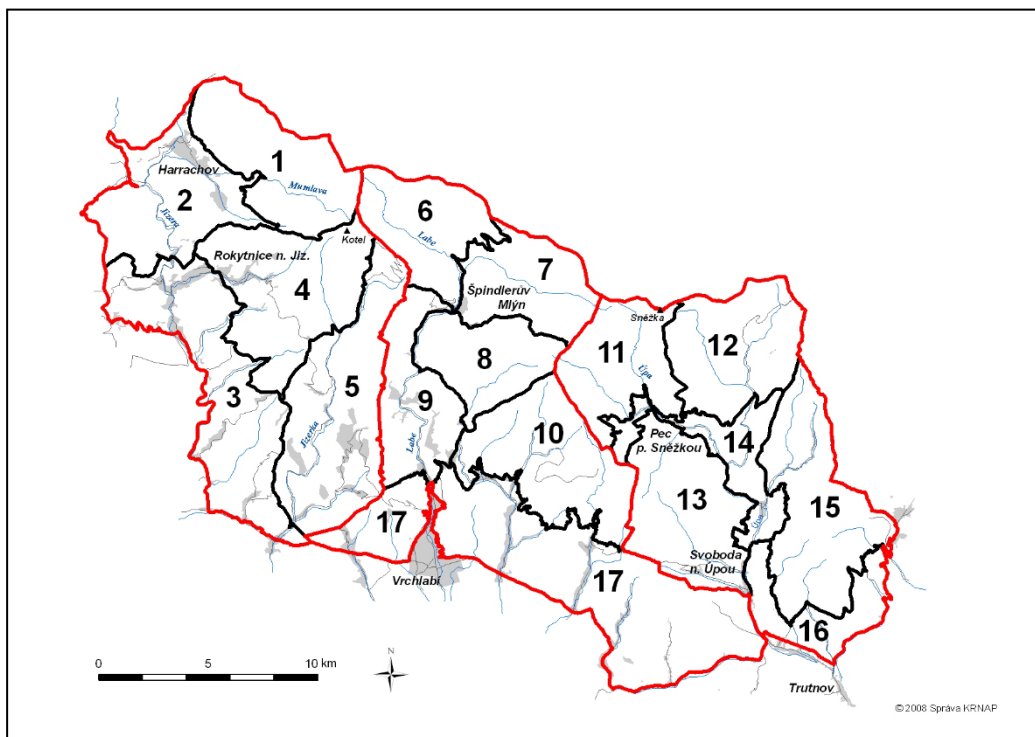 1
Harrachov
Mumlava
2
6
Jizera
Kotel
Labe
Rokytnice n. Jiz.
7
4
Špindlerův
Mlýn
Sněžka
12
11
8
Úpa
3
5
9
10
14
Pec
p. Sněžkou
Jizerka
Labe
13
15
17
Úpa
Svoboda
n. Úpou
Vrchlabí
17
16
0 5 10 km
N
Trutnov
©2008 Správa KRNAP